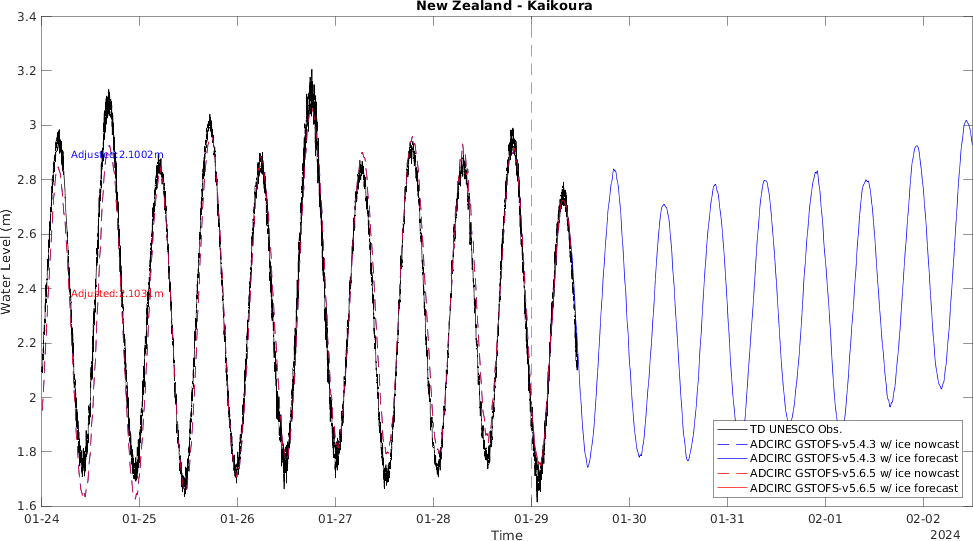 New Zealand - Kaikoura
3.4
3.2
3
2.8
2.6
2.4
2.2
2
1.8
1.6
Water Level (m)
Adjusted:2.1002m
Adjusted:2.1031m
TD UNESCO Obs.
ADCIRC GSTOFS-v5.4.3 w/ ice nowcast
ADCIRC GSTOFS-v5.4.3 w/ ice forecast
ADCIRC GSTOFS-v5.6.5 w/ ice nowcast
ADCIRC GSTOFS-v5.6.5 w/ ice forecast
01-24 01-25 01-26 01-27 01-28 01-29 01-30 01-31 02-01 02-02
Time
2024